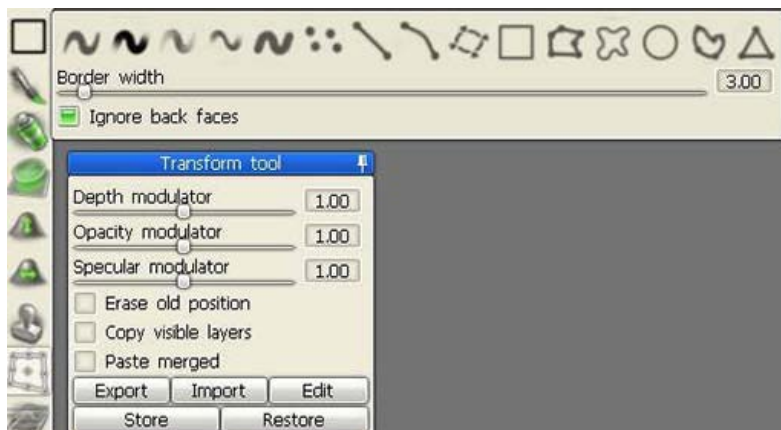 Border width
3.00
Ignore back faces
Transform tool
Depth modulator 1.00
Opacity modulator 1.00
Specular modulator 1.00
Erase old position
Copy visible layers
Paste merged
Export Import Edit
Store Restore